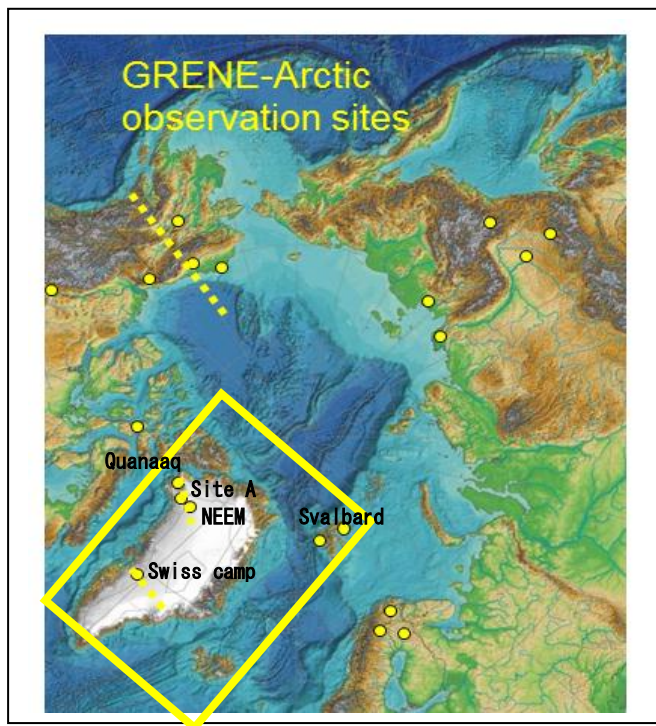 GRENE-Arctic
observation sites
Quanaaq
Site A
NEEM
Svalbard
Swiss camp